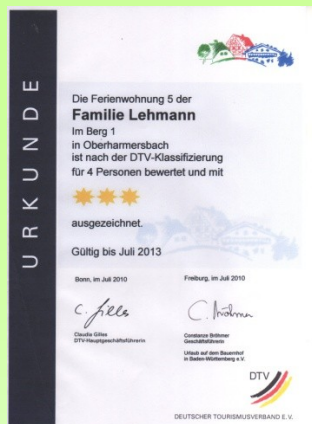 URKUNDE
Die Ferienwohnung 5 der
Familie Lehmann
Im Berg 1
in Oberharmersbach
ist nach der DTV-Klassifizierung
für 4 Personen bewertet und mit
ausgezeichnet.
Gültig bis Juli 2013
Bonn, im Juli 2010
Freiburg, im Juli 2010
C. Gilles
Claudia Gilles
DTV-Hauptgeschäftsführerin
C. Bröhmer
Constanze Bröhmer
Geschäftsführerin
Urlaub auf dem Bauernhof
in Baden-Württemberg e.V.
DTV
DEUTSCHER TOURISMUSVERBAND E.V.